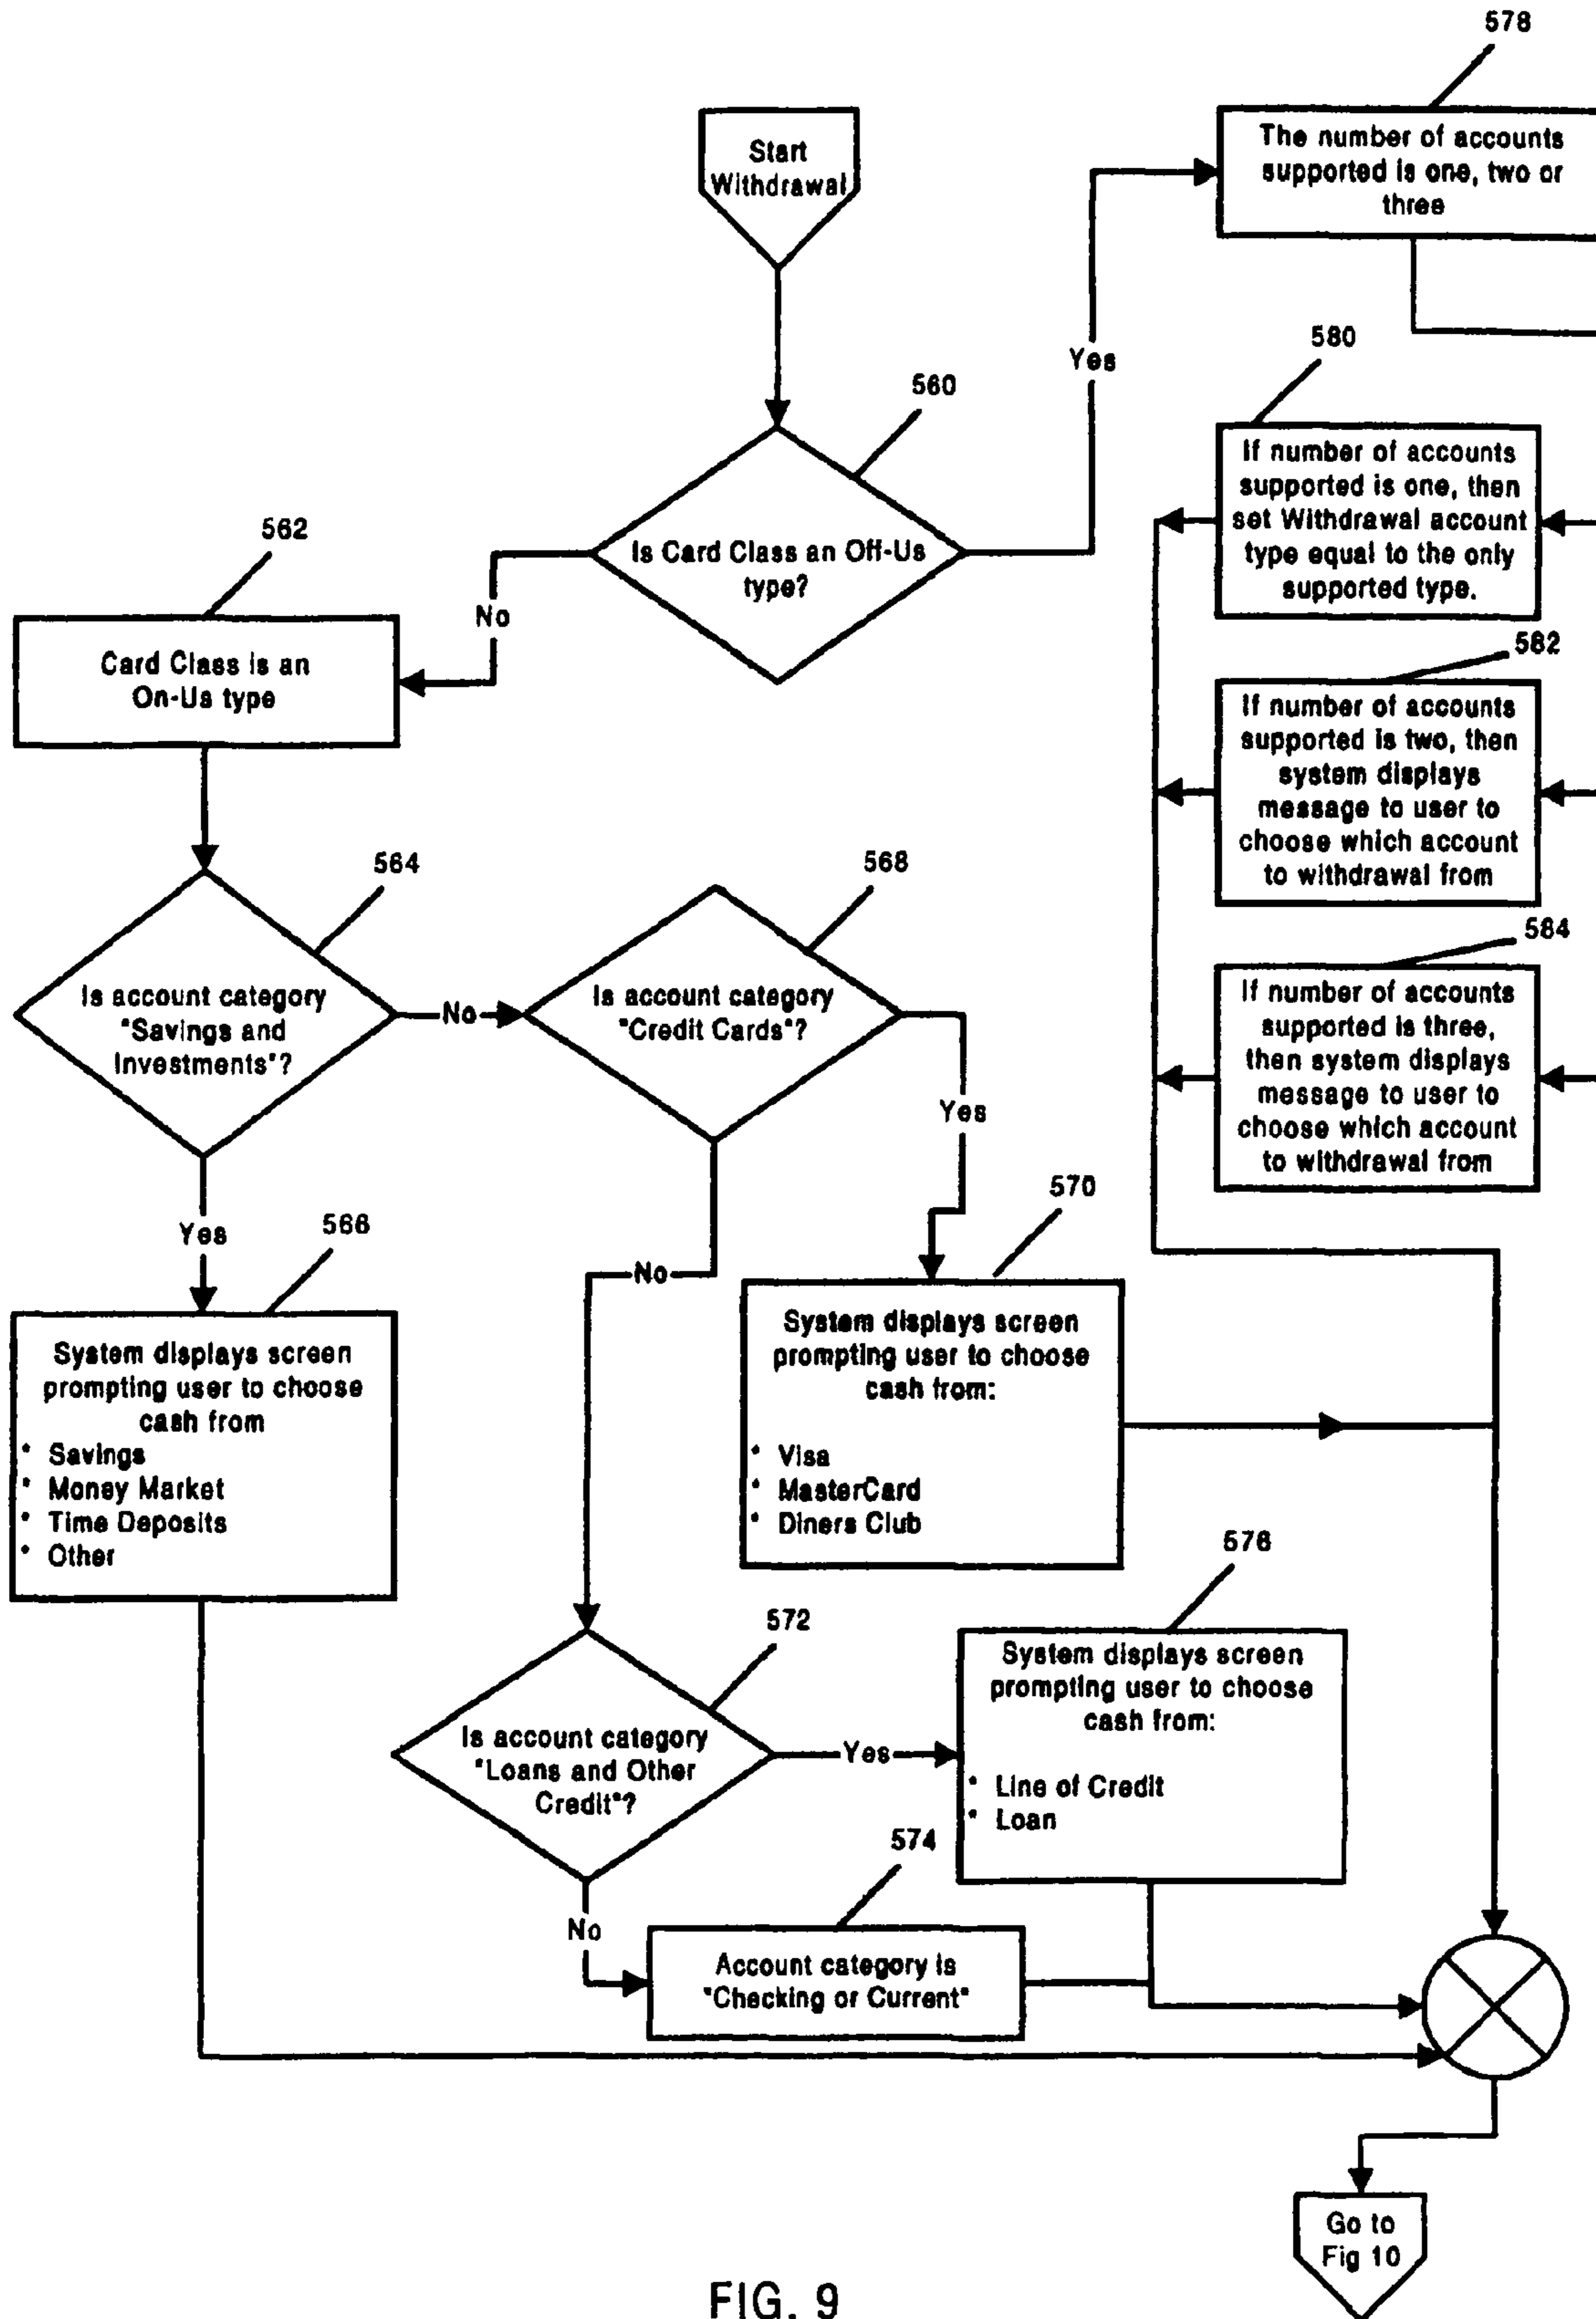 578
The number of accounts
supported is one, two or
three
Start
Withdrawal
580
Yes
560
If number of accounts
supported is one, then
set Withdrawal account
type equal to the only
supported type.
562
Is Card Class an Off-Us
type?
No
Card Class is an
On-Us type
582
If number of accounts
supported is two, then
system displays
message to user to
choose which account
to withdrawal from
564
568
584
Is account category
"Savings and
Investments"?
No
Is account category
"Credit Cards"?
If number of accounts
supported is three,
then system displays
message to user to
choose which account
to withdrawal from
Yes
570
Yes
566
No
System displays screen
prompting user to choose
cash from:
* Visa
* MasterCard
* Diners Club
System displays screen
prompting user to choose
cash from
* Savings
* Money Market
* Time Deposits
* Other
576
572
System displays screen
prompting user to choose
cash from:
* Line of Credit
* Loan
Is account category
"Loans and Other
Credit"?
Yes
574
No
Account category is
"Checking or Current"
Go to
Fig 10
FIG. 9